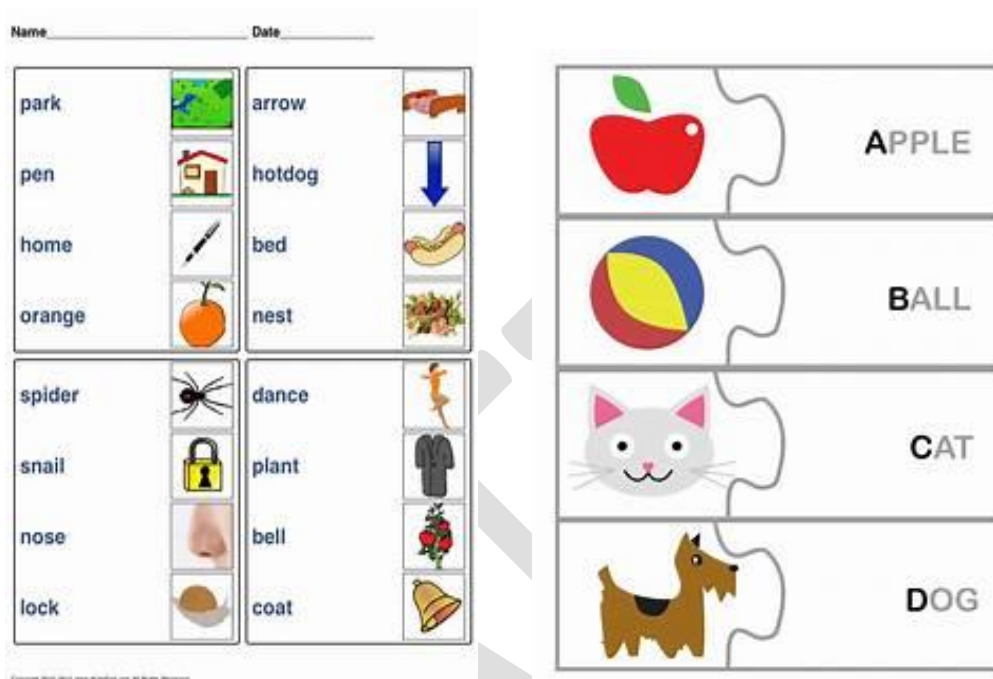 Name Date
park
pen
home
orange
arrow
hotdog
bed
nest
spider
snail
nose
lock
dance
plant
bell
coat
APPLE
BALL
CAT
DOG